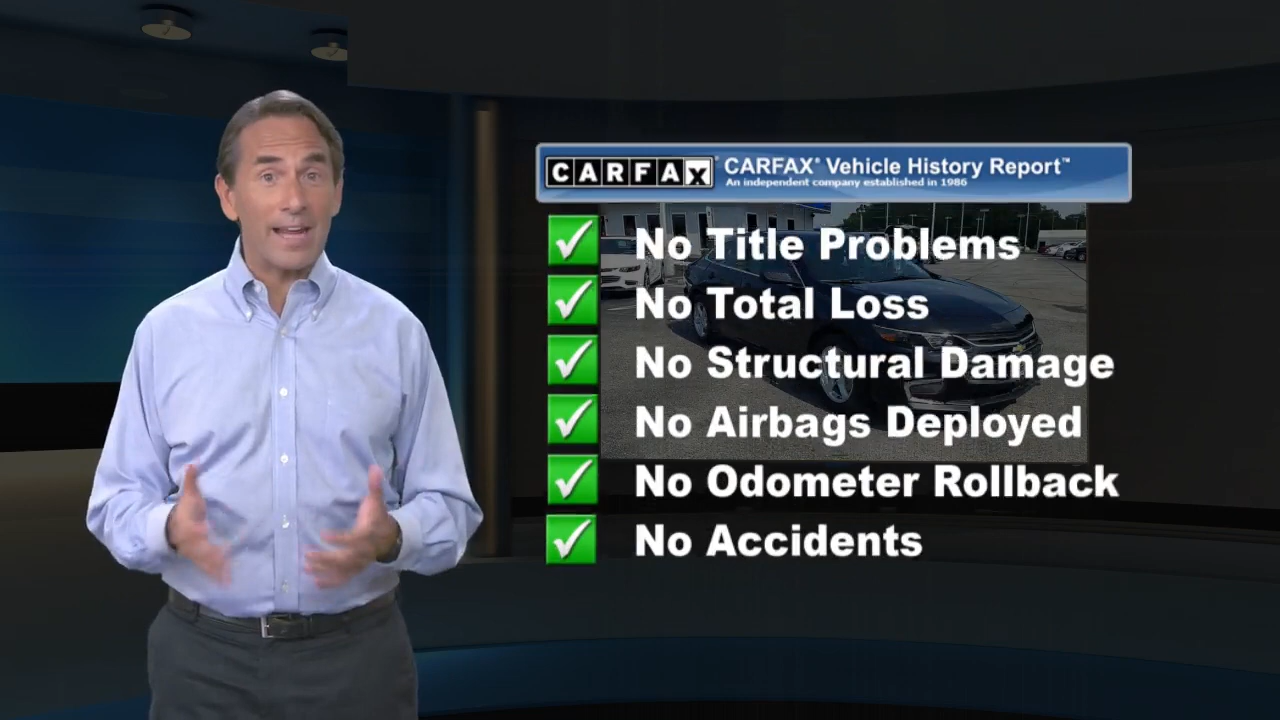 CARFAX
CARFAX® Vehicle History Report™
An independent company established in 1986
No Title Problems
No Total Loss
No Structural Damage
No Airbags Deployed
No Odometer Rollback
No Accidents